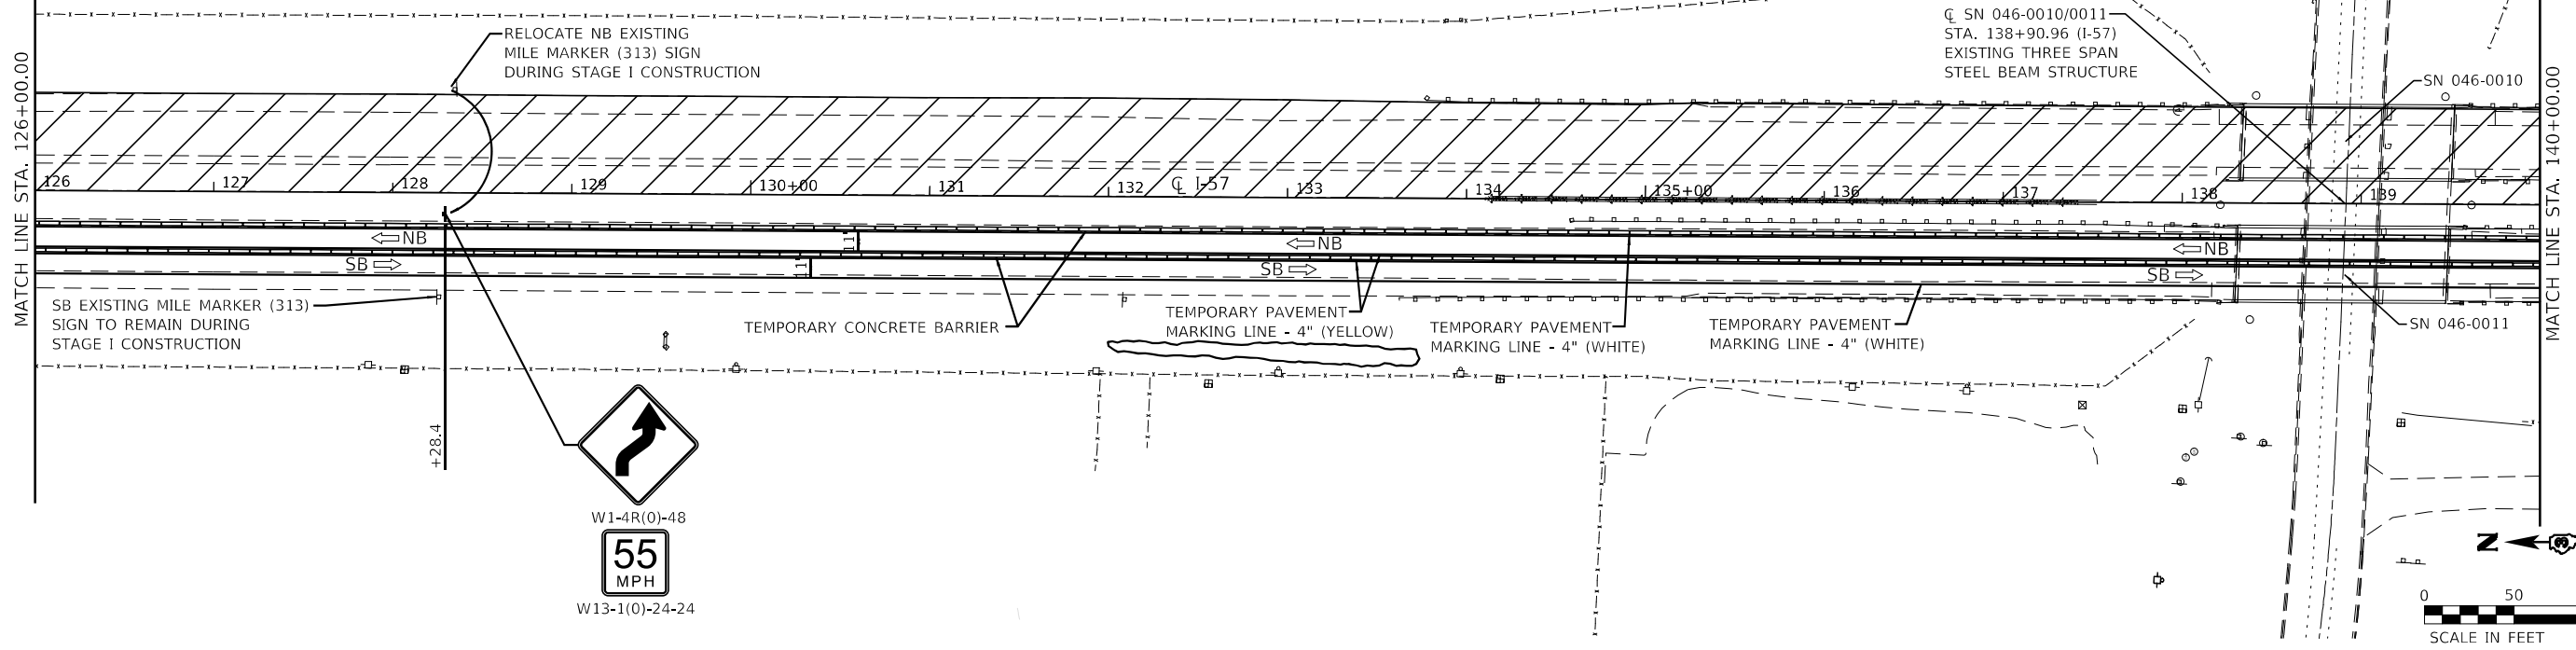 RELOCATE NB EXISTING
MILE MARKER (313) SIGN
DURING STAGE I CONSTRUCTION
℄ SN 046-0010/0011
STA. 138+90.96 (I-57)
EXISTING THREE SPAN
STEEL BEAM STRUCTURE
SN 046-0010
MATCH LINE STA. 126+00.00
MATCH LINE STA. 140+00.00
126
127
128
129
130+00
131
132
℄ I-57
133
134
135+00
136
137
138
139
NB
NB
NB
11'
11'
SB
SB
SB
SB EXISTING MILE MARKER (313)
SIGN TO REMAIN DURING
STAGE I CONSTRUCTION
TEMPORARY CONCRETE BARRIER
TEMPORARY PAVEMENT
MARKING LINE - 4" (YELLOW)
TEMPORARY PAVEMENT
MARKING LINE - 4" (WHITE)
TEMPORARY PAVEMENT
MARKING LINE - 4" (WHITE)
SN 046-0011
+28.4
W1-4R(0)-48
55
MPH
W13-1(0)-24-24
N
0 50
SCALE IN FEET